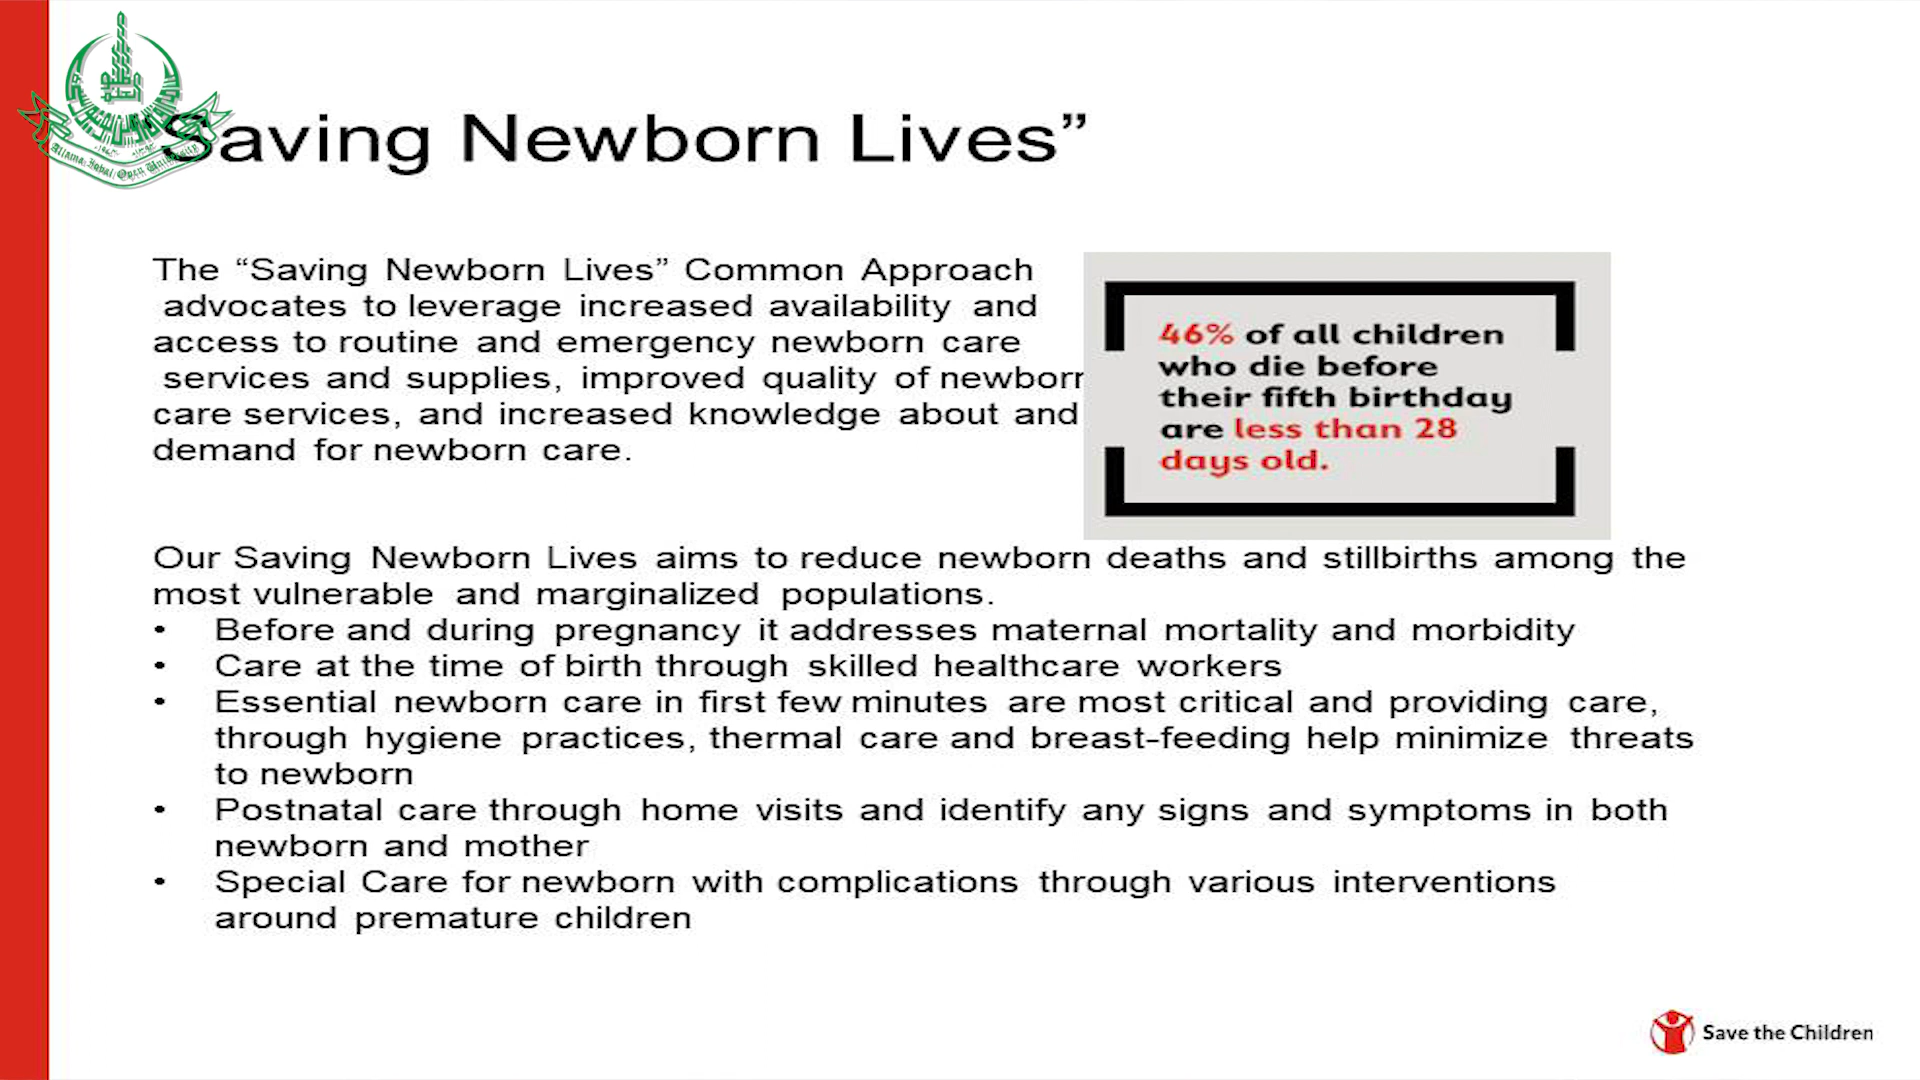 Saving Newborn Lives”
Allama Iqbal Open University
The “Saving Newborn Lives” Common Approach
advocates to leverage increased availability and
access to routine and emergency newborn care
services and supplies, improved quality of newborn
care services, and increased knowledge about and
demand for newborn care.
46% of all children
who die before
their fifth birthday
are less than 28
days old.
Our Saving Newborn Lives aims to reduce newborn deaths and stillbirths among the
most vulnerable and marginalized populations.
• Before and during pregnancy it addresses maternal mortality and morbidity
• Care at the time of birth through skilled healthcare workers
• Essential newborn care in first few minutes are most critical and providing care,
through hygiene practices, thermal care and breast-feeding help minimize threats
to newborn
• Postnatal care through home visits and identify any signs and symptoms in both
newborn and mother
• Special Care for newborn with complications through various interventions
around premature children
Save the Children